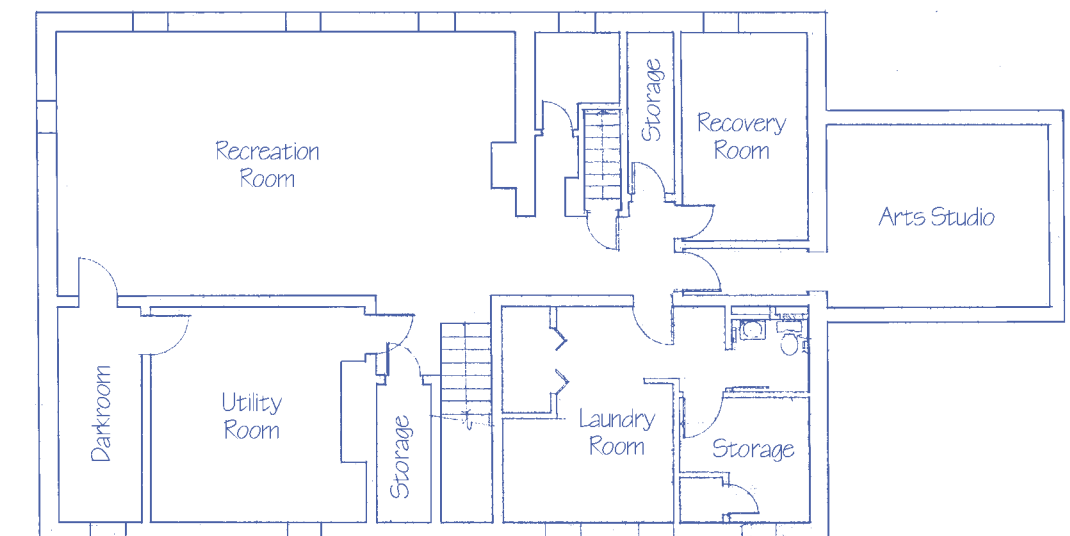 Storage
Recovery
Room
Recreation
Room
Arts Studio
Darkroom
Utility
Room
Storage
Laundry
Room
Storage